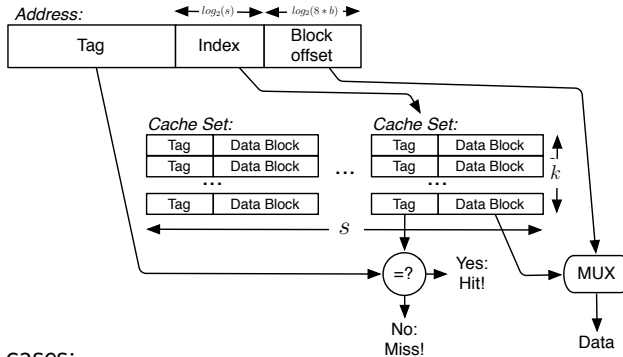 Address:
log₂(s)
log₂(8 * b)
Tag
Index
Block
offset
Cache Set:
Cache Set:
Tag Data Block
Tag Data Block
Tag Data Block
Tag Data Block
...
...
...
k
Tag Data Block
Tag Data Block
s
=?
Yes:
Hit!
MUX
No:
Miss!
Data
cases: